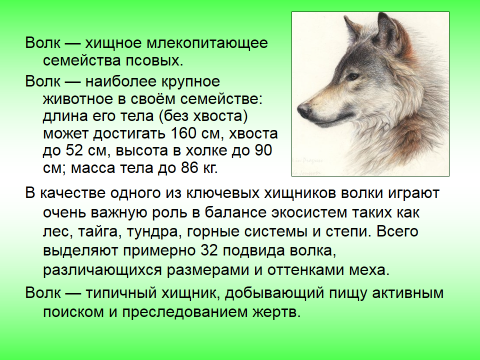 Волк — хищное млекопитающее
семейства псовых.
Волк — наиболее крупное
животное в своём семействе:
длина его тела (без хвоста)
может достигать 160 см, хвоста
до 52 см, высота в холке до 90
см; масса тела до 86 кг.
В качестве одного из ключевых хищников волки играют
очень важную роль в балансе экосистем таких как
лес, тайга, тундра, горные системы и степи. Всего
выделяют примерно 32 подвида волка,
различающихся размерами и оттенками меха.
Волк — типичный хищник, добывающий пищу активным
поиском и преследованием жертв.